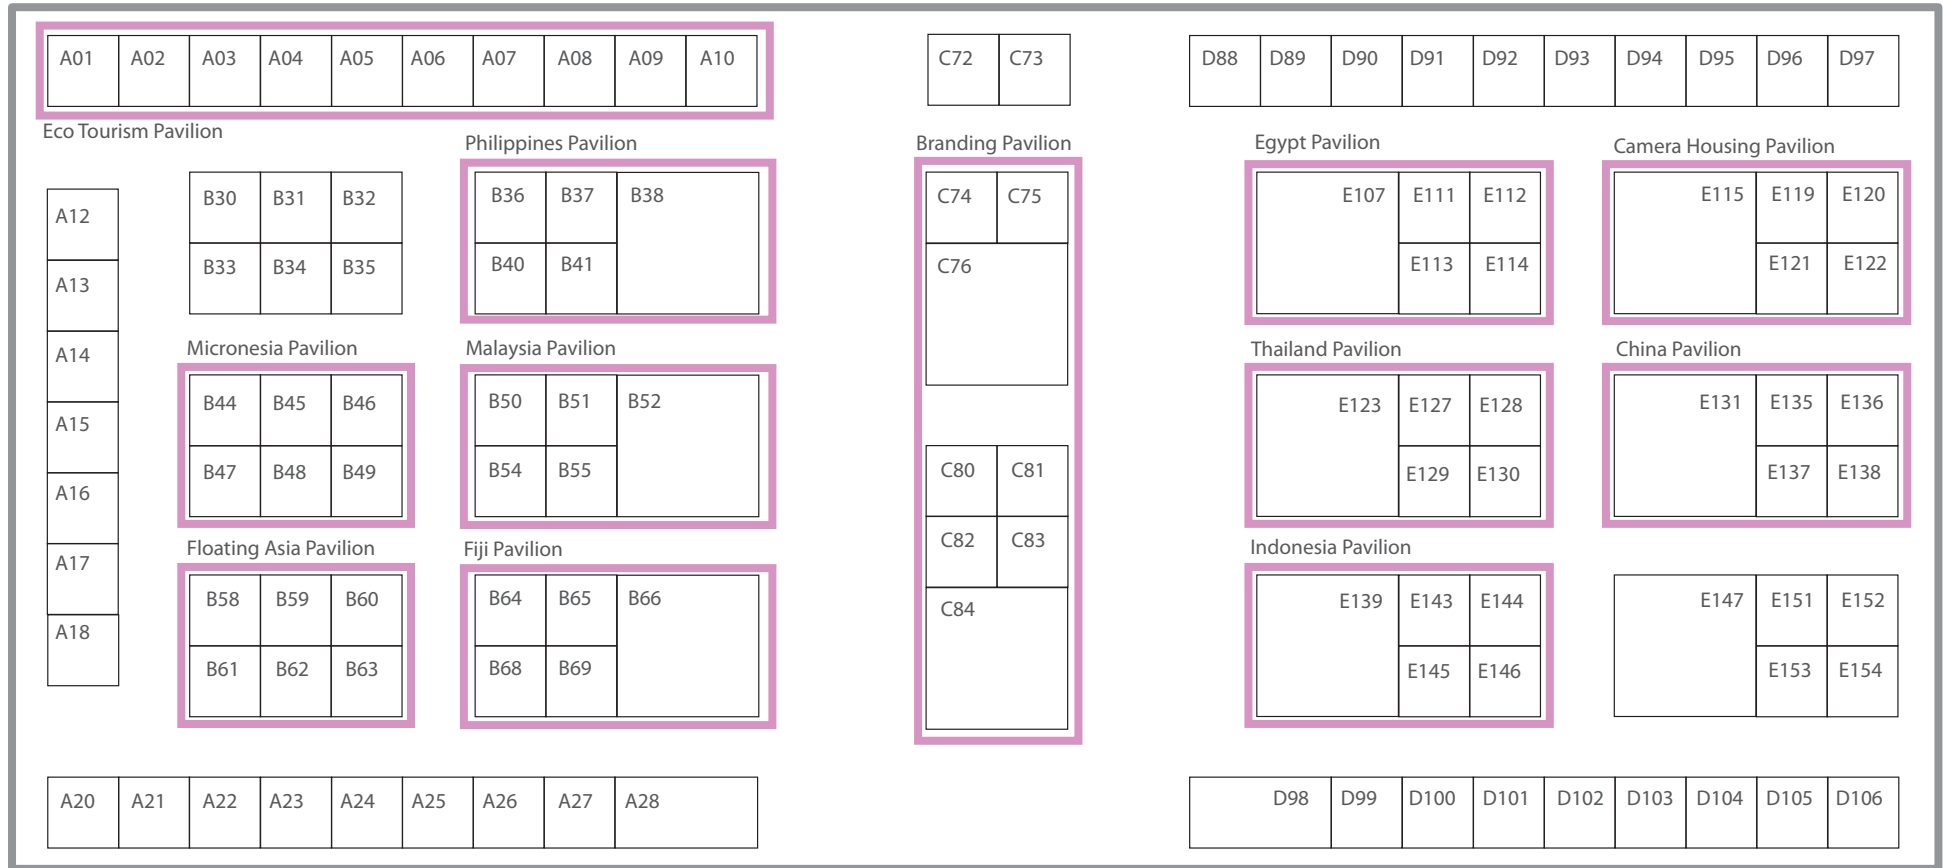 A01 A02 A03 A04 A05 A06 A07 A08 A09 A10 C72 C73 D88 D89 D90 D91 D92 D93 D94 D95 D96 D97
Eco Tourism Pavilion
Philippines Pavilion Branding Pavilion Egypt Pavilion Camera Housing Pavilion
A12 B30 B31 B32 B36 B37 B38 C74 C75 E107 E111 E112 E115 E119 E120
A13 B33 B34 B35 B40 B41 C76 E113 E114 E121 E122
A14 Micronesia Pavilion Malaysia Pavilion Thailand Pavilion China Pavilion
A15 B44 B45 B46 B50 B51 B52 E123 E127 E128 E131 E135 E136
A16 B47 B48 B49 B54 B55 C80 C81 E129 E130 E137 E138
Floating Asia Pavilion Fiji Pavilion C82 C83 Indonesia Pavilion
A17 B58 B59 B60 B64 B65 B66 C84 E139 E143 E144 E147 E151 E152
A18 B61 B62 B63 B68 B69 E145 E146 E153 E154
A20 A21 A22 A23 A24 A25 A26 A27 A28 D98 D99 D100 D101 D102 D103 D104 D105 D106